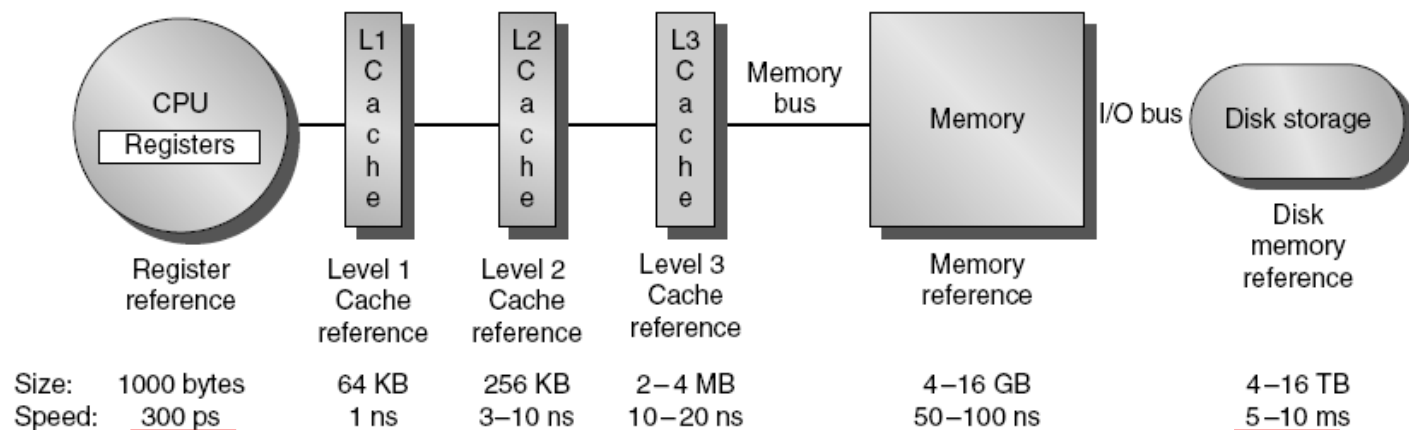 CPU
Registers
L1
C
a
c
h
e
L2
C
a
c
h
e
L3
C
a
c
h
e
Memory
bus
Memory
I/O bus
Disk storage
Register
reference
Level 1
Cache
reference
Level 2
Cache
reference
Level 3
Cache
reference
Memory
reference
Disk
memory
reference
Size: 1000 bytes 64 KB 256 KB 2–4 MB 4–16 GB 4–16 TB
Speed: 300 ps 1 ns 3–10 ns 10–20 ns 50–100 ns 5–10 ms